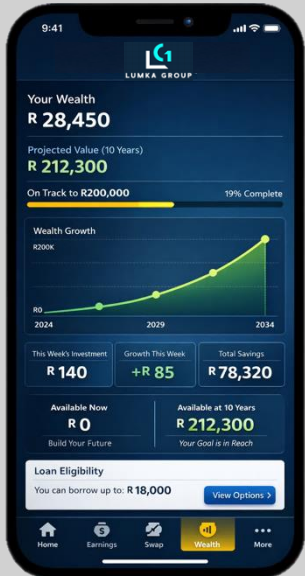 9:41
LG1
LUMKA GROUP
Your Wealth
R 28,450
Projected Value (10 Years)
R 212,300
On Track to R200,000 19% Complete
Wealth Growth
R200K
R0
2024 2029 2034
This Week's Investment Growth This Week Total Savings
R 140 +R 85 R 78,320
Available Now Available at 10 Years
R 0 R 212,300
Build Your Future Your Goal is in Reach
Loan Eligibility
You can borrow up to: R 18,000 View Options >
Home Earnings Swap Wealth More